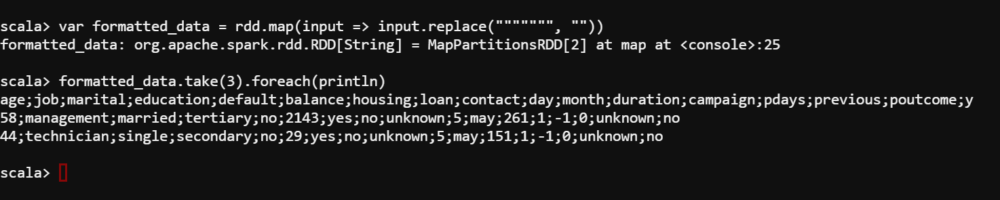 scala> var formatted_data = rdd.map(input => input.replace(""""""", ""))
formatted_data: org.apache.spark.rdd.RDD[String] = MapPartitionsRDD[2] at map at <console>:25
scala> formatted_data.take(3).foreach(println)
age;job;marital;education;default;balance;housing;loan;contact;day;month;duration;campaign;pdays;previous;poutcome;y
58;management;married;tertiary;no;2143;yes;no;unknown;5;may;261;1;-1;0;unknown;no
44;technician;single;secondary;no;29;yes;no;unknown;5;may;151;1;-1;0;unknown;no
scala>